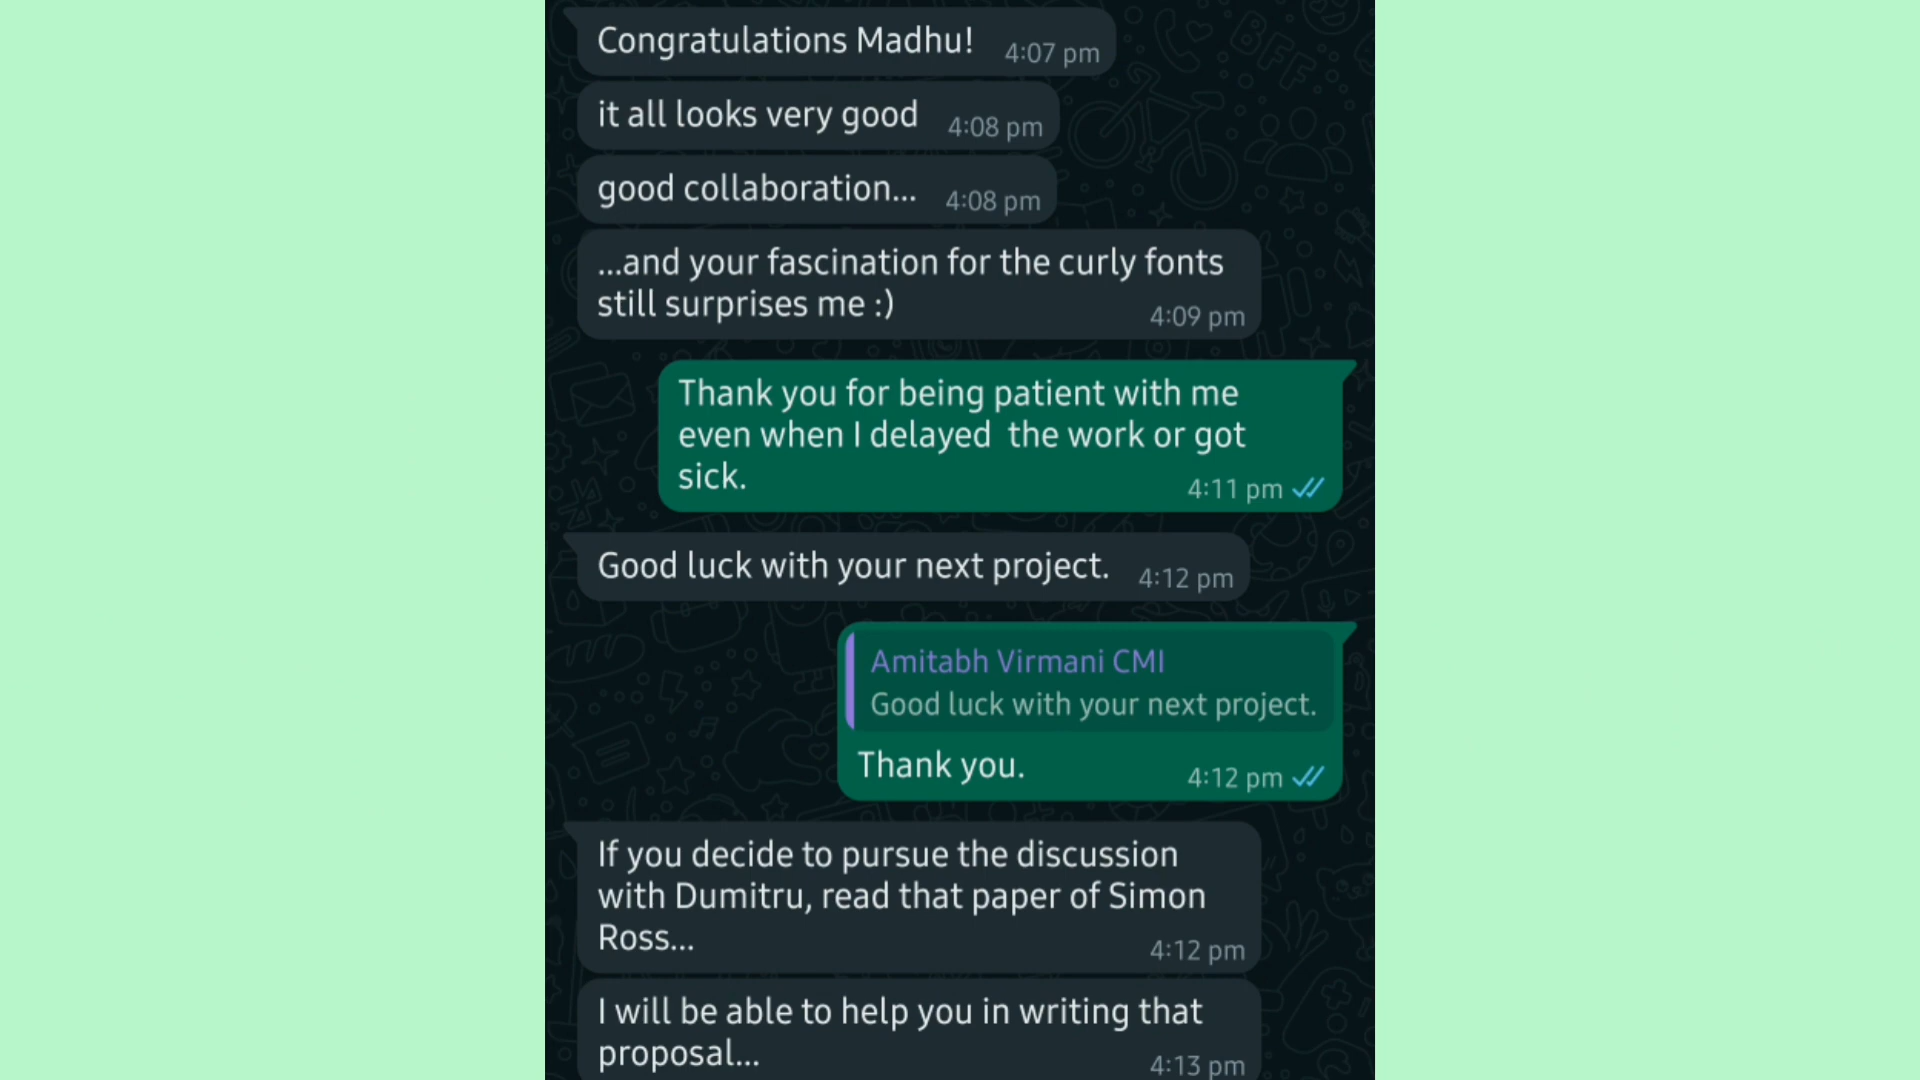 Congratulations Madhu! 4:07 pm
it all looks very good 4:08 pm
good collaboration... 4:08 pm
...and your fascination for the curly fonts
still surprises me :) 4:09 pm
Thank you for being patient with me
even when I delayed  the work or got
sick. 4:11 pm
Good luck with your next project. 4:12 pm
Amitabh Virmani CMI
Good luck with your next project.
Thank you. 4:12 pm
If you decide to pursue the discussion
with Dumitru, read that paper of Simon
Ross... 4:12 pm
I will be able to help you in writing that
proposal... 4:13 pm